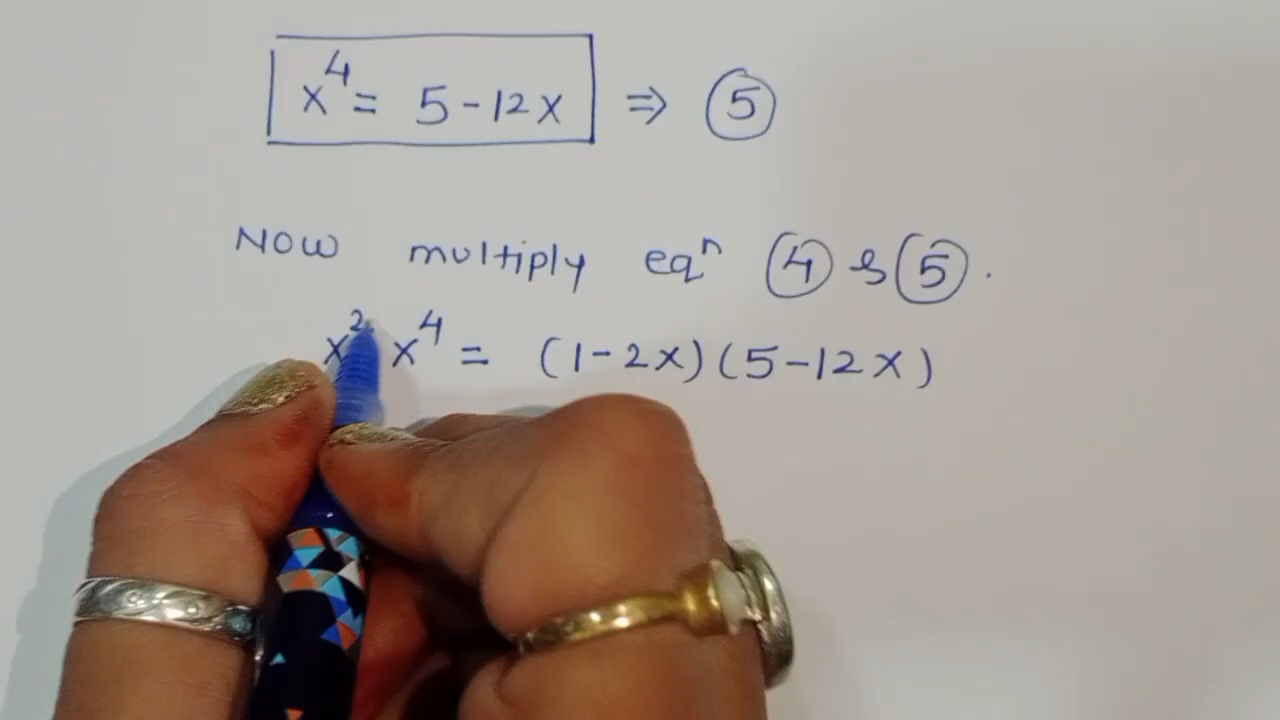 x⁴ = 5 - 12x ⇒ ⑤
Now multiply eqⁿ ④ & ⑤.
x² x⁴ = (1-2x)(5-12x)